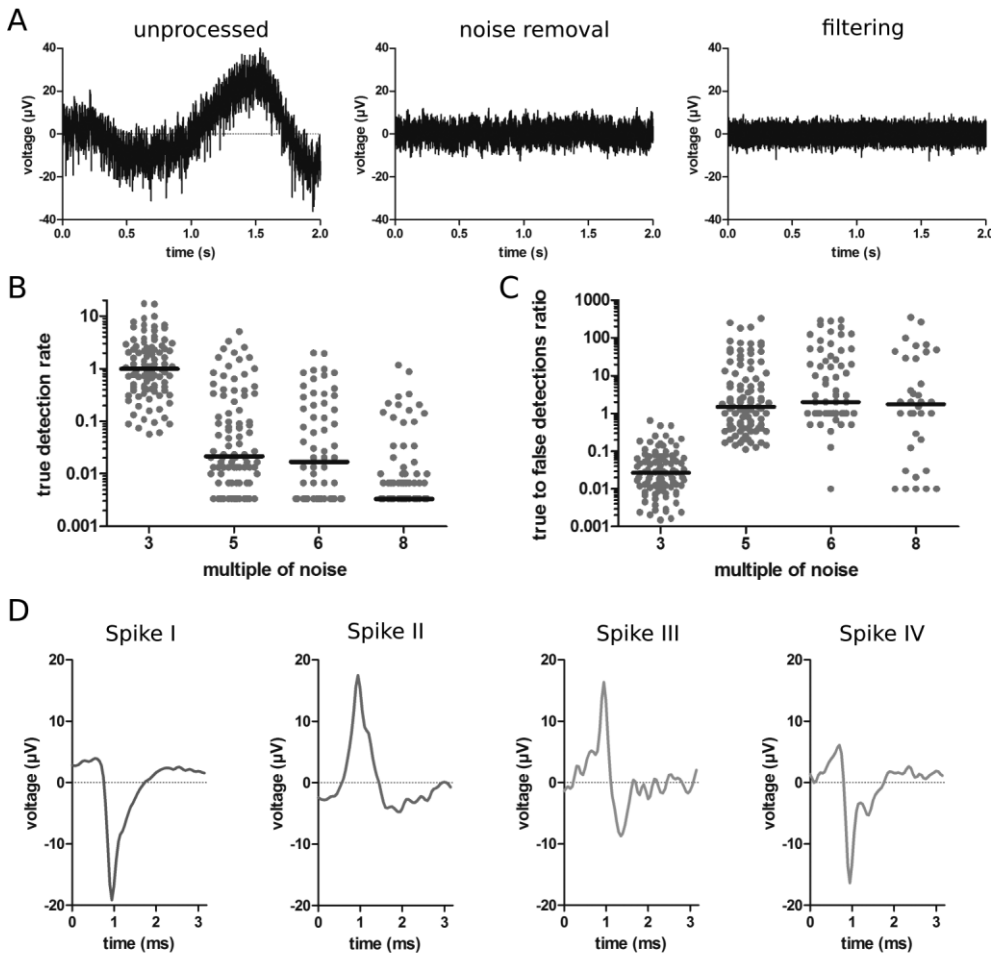 A
unprocessed
noise removal
filtering
voltage (µV)
40
20
0
-20
-40
0.0
0.5
1.0
1.5
2.0
time (s)
voltage (µV)
40
20
0
-20
-40
0.0
0.5
1.0
1.5
2.0
time (s)
voltage (µV)
40
20
0
-20
-40
0.0
0.5
1.0
1.5
2.0
time (s)
B
true detection rate
10
1
0.1
0.01
0.001
3
5
6
8
multiple of noise
C
true to false detections ratio
1000
100
10
1
0.1
0.01
0.001
3
5
6
8
multiple of noise
D
Spike I
voltage (µV)
20
10
0
-10
-20
0
1
2
3
time (ms)
Spike II
voltage (µV)
20
10
0
-10
-20
0
1
2
3
time (ms)
Spike III
voltage (µV)
20
10
0
-10
-20
0
1
2
3
time (ms)
Spike IV
voltage (µV)
20
10
0
-10
-20
0
1
2
3
time (ms)